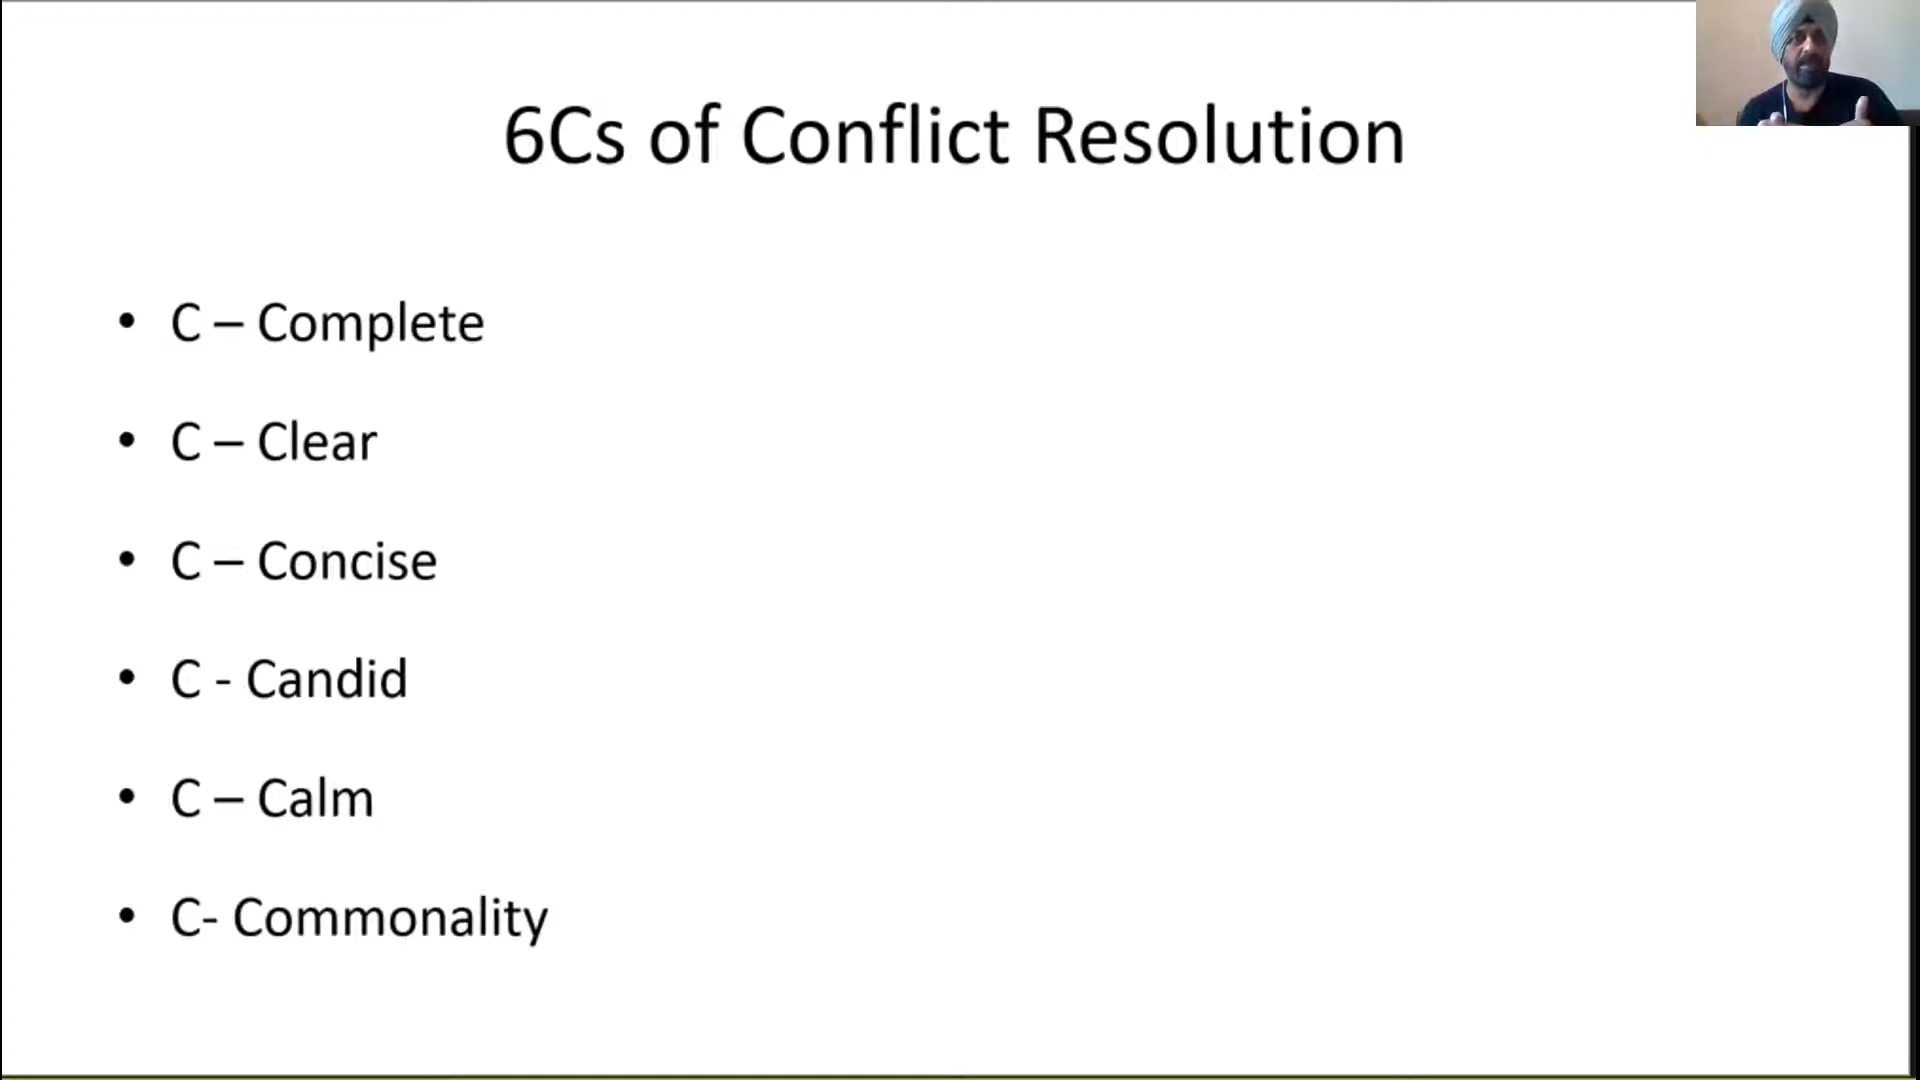 6Cs of Conflict Resolution
• C – Complete
• C – Clear
• C – Concise
• C - Candid
• C – Calm
• C- Commonality